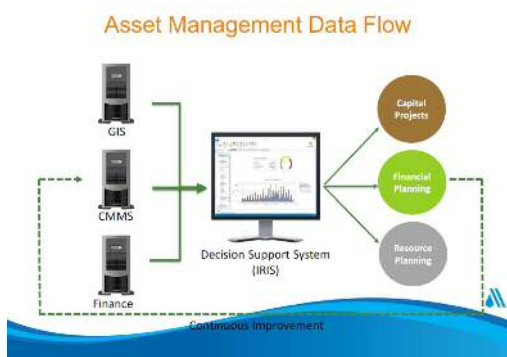 Asset Management Data Flow
GIS
CMMS
Finance
Decision Support System
(IRIS)
Capital
Projects
Financial
Planning
Resource
Planning
Continuous Improvement